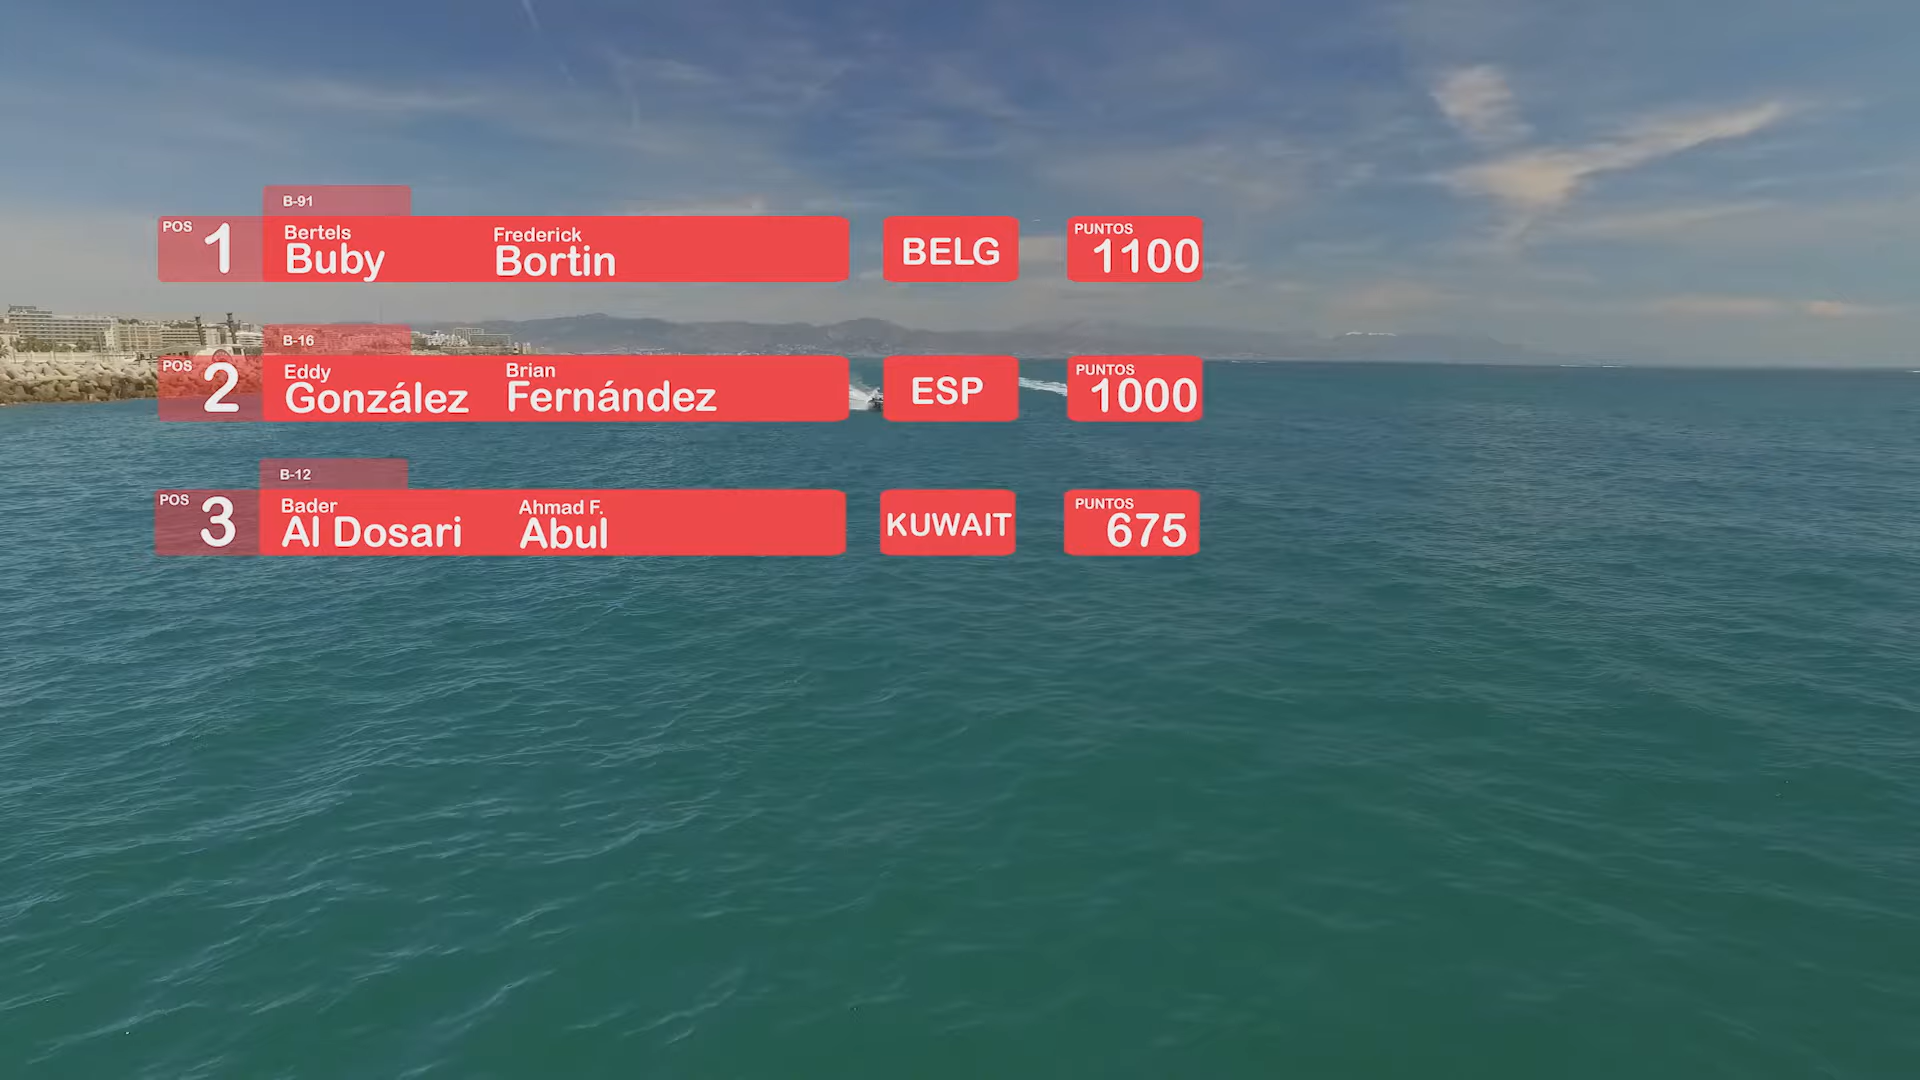 B-91
POS 1 Bertels Buby Frederick Bortin BELG PUNTOS 1100
B-16
POS 2 Eddy González Brian Fernández ESP PUNTOS 1000
B-12
POS 3 Bader Al Dosari Ahmad F. Abul KUWAIT PUNTOS 675